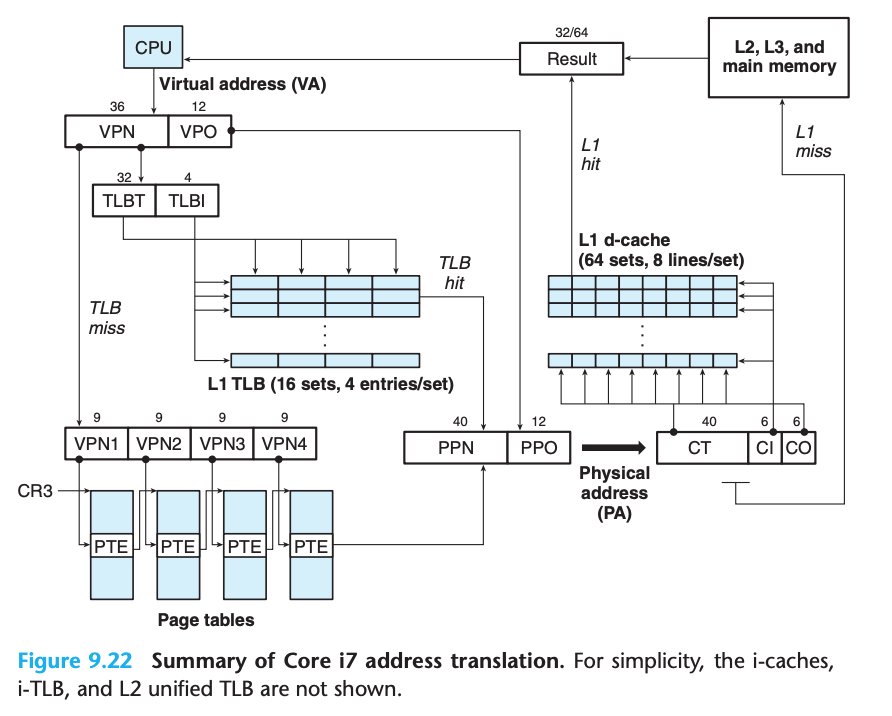 CPU
32/64
Result
L2, L3, and
main memory
Virtual address (VA)
36
12
VPN
VPO
L1
hit
L1
miss
32
4
TLBT
TLBI
L1 d-cache
(64 sets, 8 lines/set)
TLB
hit
TLB
miss
L1 TLB (16 sets, 4 entries/set)
9
9
9
9
VPN1
VPN2
VPN3
VPN4
40
12
PPN
PPO
40
6
6
CT
CI
CO
Physical
address
(PA)
CR3
PTE
PTE
PTE
PTE
Page tables
Figure 9.22 Summary of Core i7 address translation. For simplicity, the i-caches,
i-TLB, and L2 unified TLB are not shown.